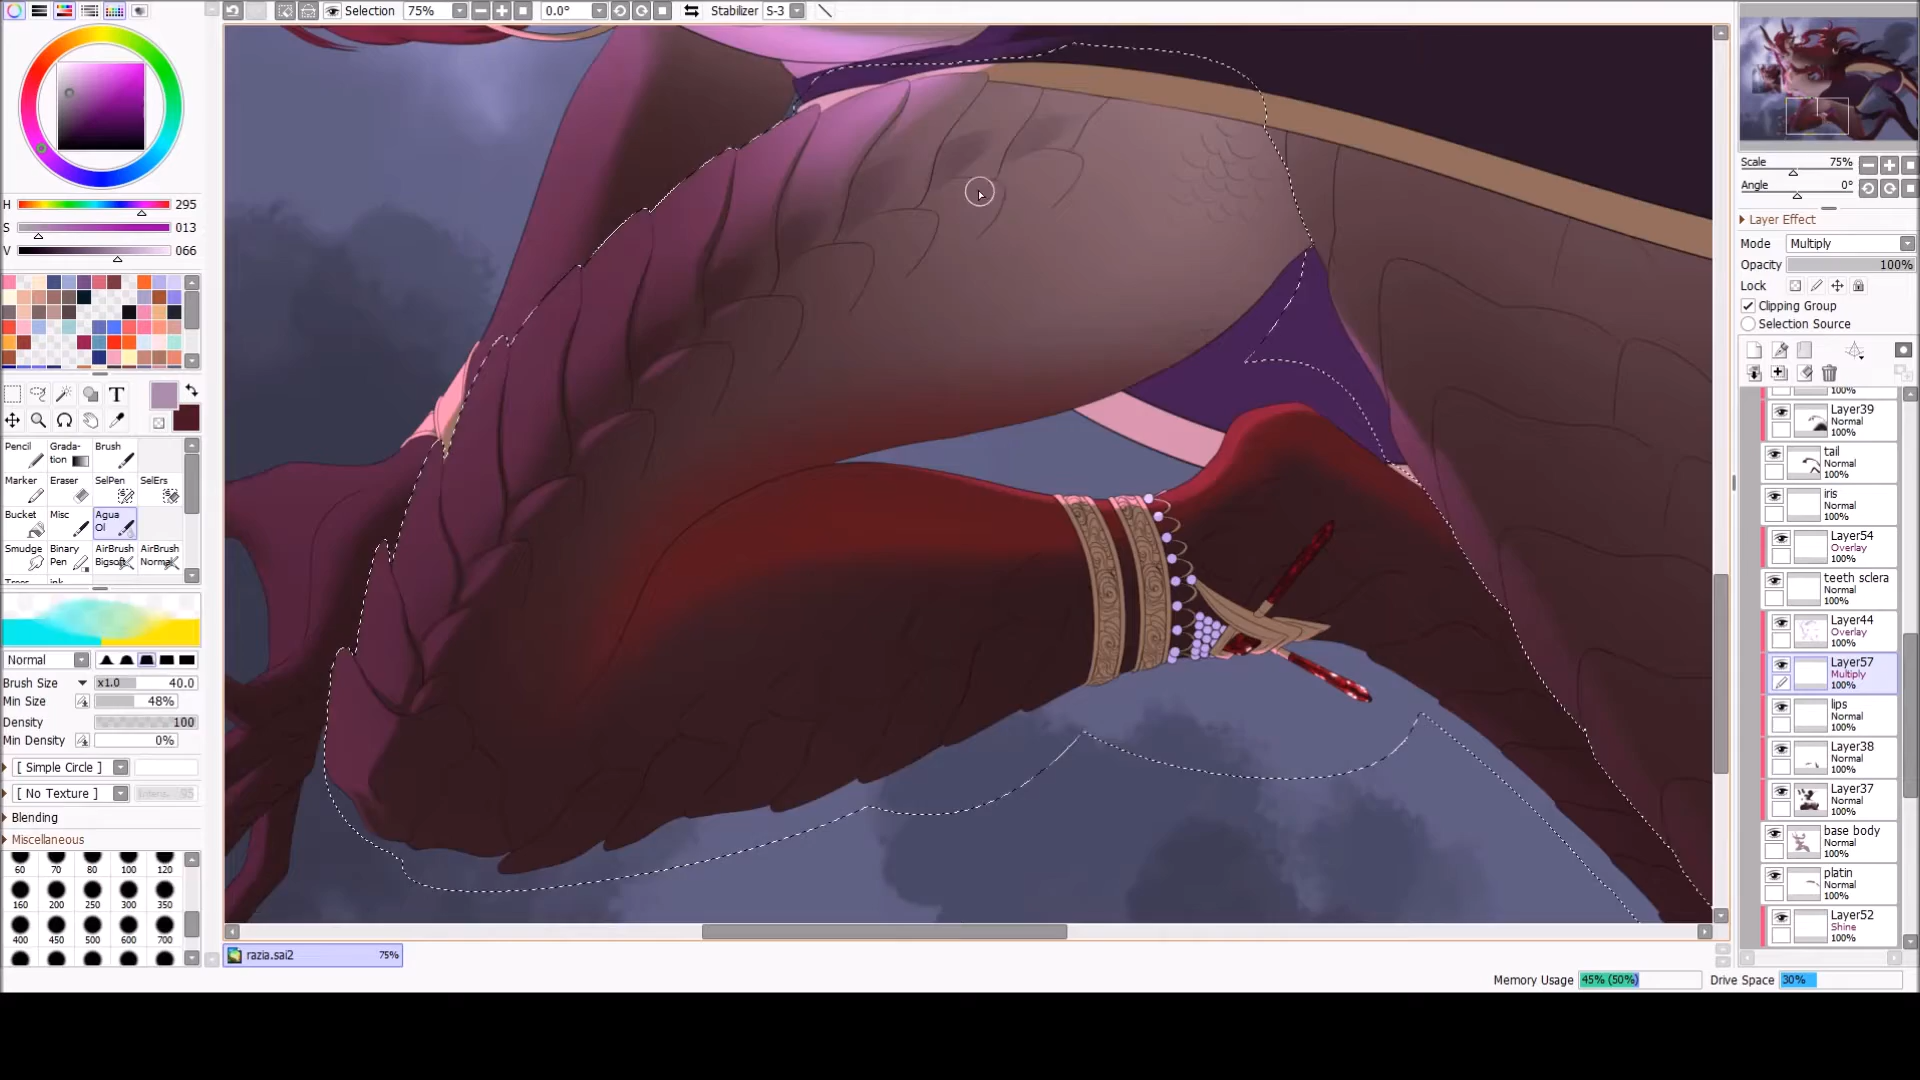 Selection 75% 0.0° Stabilizer S-3
H 295
S 013
V 066
T
Pencil Grada-tion Brush
Marker Eraser SelPen SelErs
Bucket Misc Agua Ol
Smudge Binary Pen AirBrush Bigsoft AirBrush Normal
Normal
Brush Size x1.0 40.0
Min Size 48%
Density 100
Min Density 0%
[ Simple Circle ]
[ No Texture ]
Blending
Miscellaneous
60 70 80 100 120
160 200 250 300 350
400 450 500 600 700
razia.sai2 75%
Scale 75%
Angle 0°
Layer Effect
Mode Multiply
Opacity 100%
Lock
Clipping Group
Selection Source
100%
Layer39
Normal
100%
tail
Normal
100%
iris
Normal
100%
Layer54
Overlay
100%
teeth sclera
Normal
100%
Layer44
Overlay
100%
Layer57
Multiply
100%
lips
Normal
100%
Layer38
Normal
100%
Layer37
Normal
100%
base body
Normal
100%
platin
Normal
100%
Layer52
Shine
100%
Memory Usage 45% (50%) Drive Space 30%